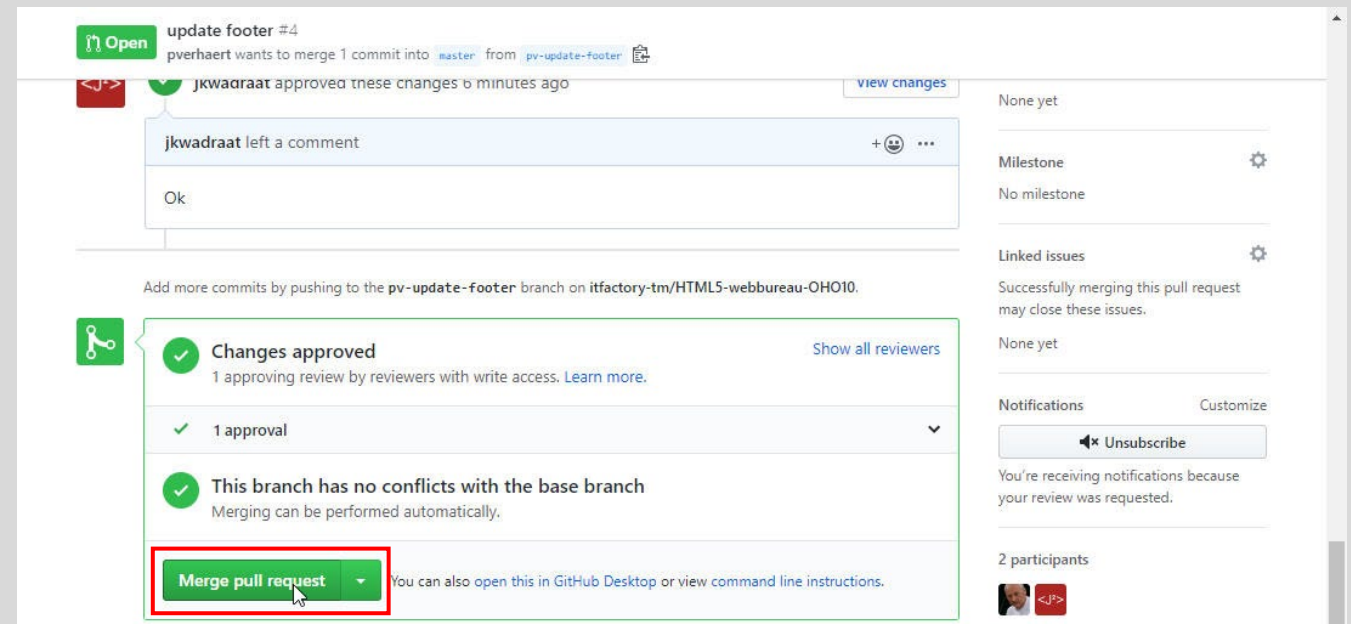 Open
update footer #4
pverhaert wants to merge 1 commit into master from pv-update-footer
<J²>
jkwadraat approved these changes 6 minutes ago
View changes
jkwadraat left a comment
Ok
Add more commits by pushing to the pv-update-footer branch on itfactory-tm/HTML5-webbureau-OHO10.
Changes approved
Show all reviewers
1 approving review by reviewers with write access. Learn more.
1 approval
This branch has no conflicts with the base branch
Merging can be performed automatically.
Merge pull request
You can also open this in GitHub Desktop or view command line instructions.
None yet
Milestone
No milestone
Linked issues
Successfully merging this pull request
may close these issues.
None yet
Notifications
Customize
Unsubscribe
You're receiving notifications because
your review was requested.
2 participants
<J²>